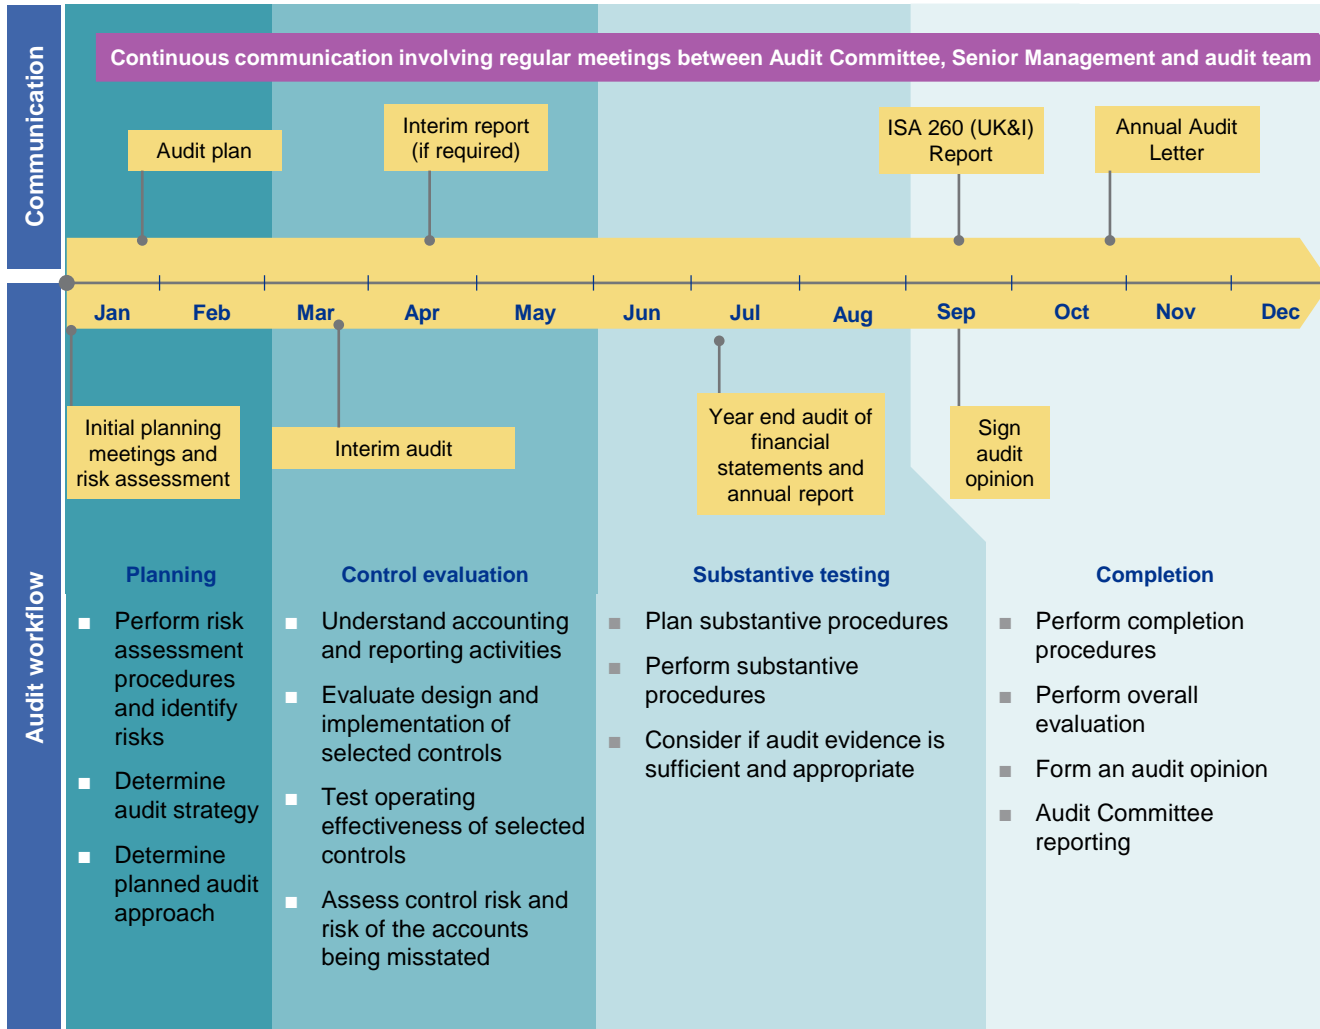 Communication
Continuous communication involving regular meetings between Audit Committee, Senior Management and audit team
Audit plan
Interim report
(if required)
ISA 260 (UK&I)
Report
Annual Audit
Letter
Jan
Feb
Mar
Apr
May
Jun
Jul
Aug
Sep
Oct
Nov
Dec
Audit workflow
Initial planning
meetings and
risk assessment
Interim audit
Year end audit of
financial
statements and
annual report
Sign
audit
opinion
Planning
Perform risk
assessment
procedures
and identify
risks
Determine
audit strategy
Determine
planned audit
approach
Control evaluation
Understand accounting
and reporting activities
Evaluate design and
implementation of
selected controls
Test operating
effectiveness of selected
controls
Assess control risk and
risk of the accounts
being misstated
Substantive testing
Plan substantive procedures
Perform substantive
procedures
Consider if audit evidence is
sufficient and appropriate
Completion
Perform completion
procedures
Perform overall
evaluation
Form an audit opinion
Audit Committee
reporting